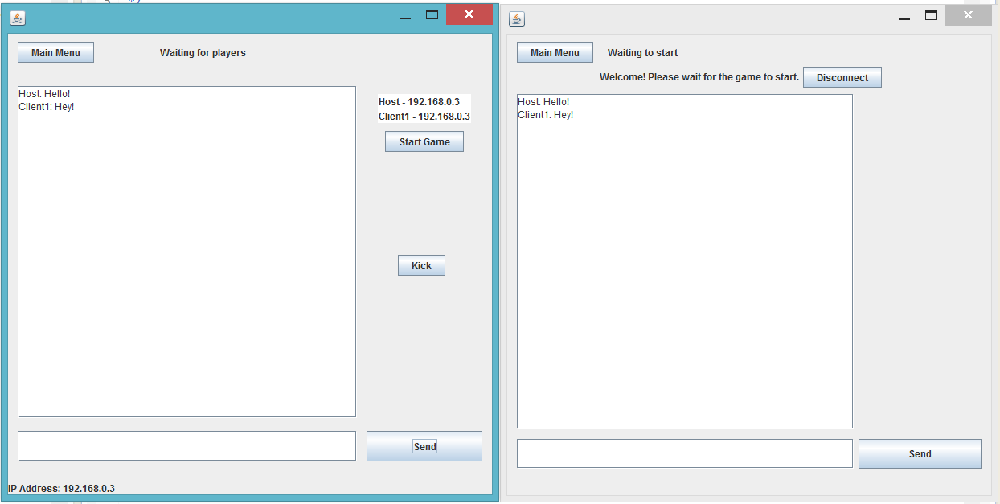 Main Menu
Waiting for players
Host: Hello!
Client1: Hey!
Host - 192.168.0.3
Client1 - 192.168.0.3
Start Game
Kick
Send
IP Address: 192.168.0.3
Main Menu
Waiting to start
Welcome! Please wait for the game to start.
Disconnect
Host: Hello!
Client1: Hey!
Send